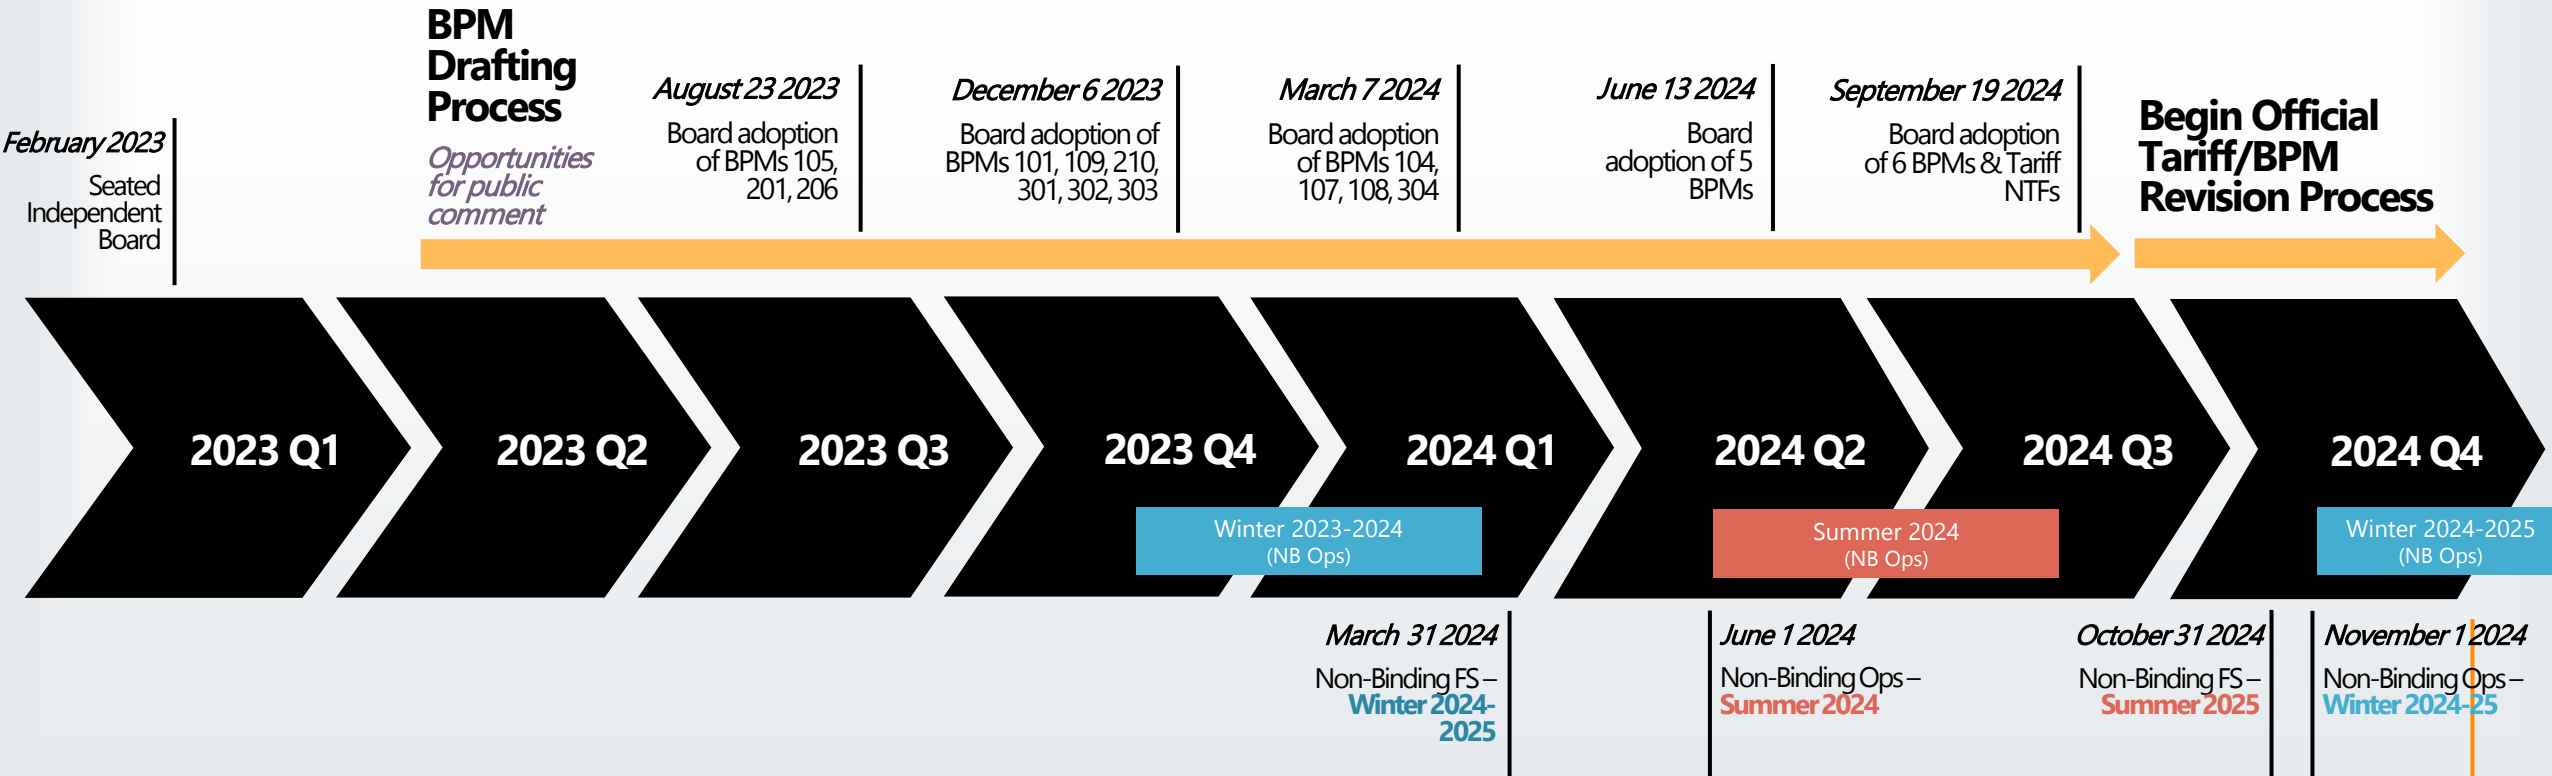 February 2023
Seated
Independent
Board
BPM
Drafting
Process
Opportunities
for public
comment
August 23 2023
Board adoption
of BPMs 105,
201, 206
December 6 2023
Board adoption of
BPMs 101, 109, 210,
301, 302, 303
March 7 2024
Board adoption
of BPMs 104,
107, 108, 304
June 13 2024
Board
adoption of 5
BPMs
September 19 2024
Board adoption
of 6 BPMs & Tariff
NTFs
Begin Official
Tariff/BPM
Revision Process
2023 Q1
2023 Q2
2023 Q3
2023 Q4
2024 Q1
2024 Q2
2024 Q3
2024 Q4
Winter 2023-2024
(NB Ops)
Summer 2024
(NB Ops)
Winter 2024-2025
(NB Ops)
March 31 2024
Non-Binding FS –
Winter 2024-
2025
June 1 2024
Non-Binding Ops –
Summer 2024
October 31 2024
Non-Binding FS –
Summer 2025
November 1 2024
Non-Binding Ops –
Winter 2024-25